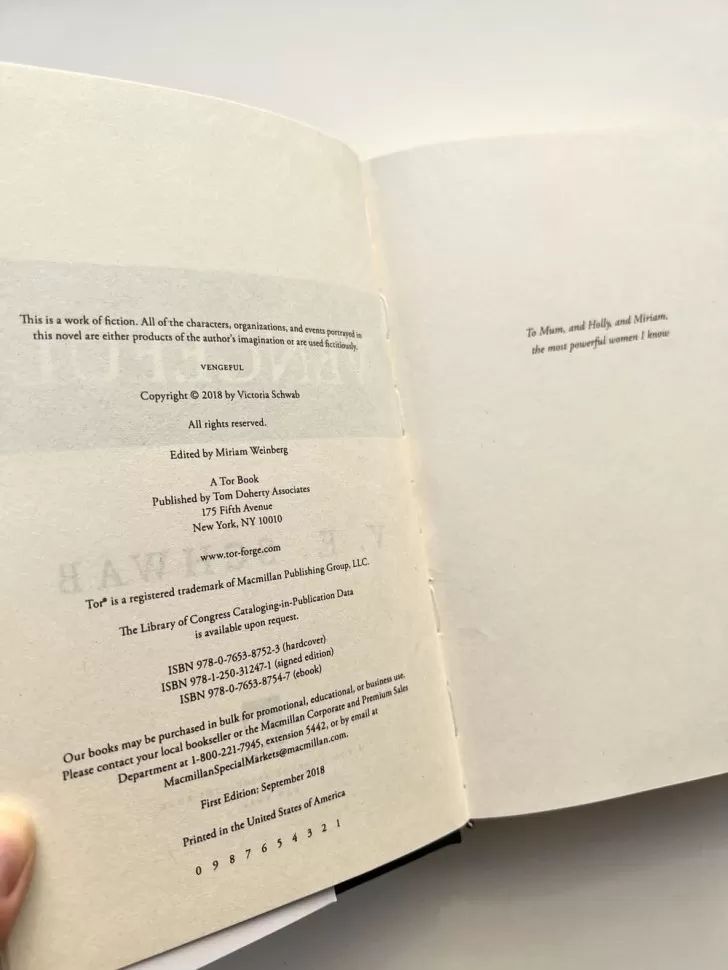 This is a work of fiction. All of the characters, organizations, and events portrayed in
this novel are either products of the author's imagination or are used fictitiously.
VENGEFUL
Copyright © 2018 by Victoria Schwab
All rights reserved.
Edited by Miriam Weinberg
A Tor Book
Published by Tom Doherty Associates
175 Fifth Avenue
New York, NY 10010
www.tor-forge.com
Tor® is a registered trademark of Macmillan Publishing Group, LLC.
The Library of Congress Cataloging-in-Publication Data
is available upon request.
ISBN 978-0-7653-8752-3 (hardcover)
ISBN 978-1-250-31247-1 (signed edition)
ISBN 978-0-7653-8754-7 (ebook)
Our books may be purchased in bulk for promotional, educational, or business use.
Please contact your local bookseller or the Macmillan Corporate and Premium Sales
Department at 1-800-221-7945, extension 5442, or by email at
MacmillanSpecialMarkets@macmillan.com.
First Edition: September 2018
Printed in the United States of America
0 9 8 7 6 5 4 3 2 1
To Mum, and Holly, and Miriam,
the most powerful women I know